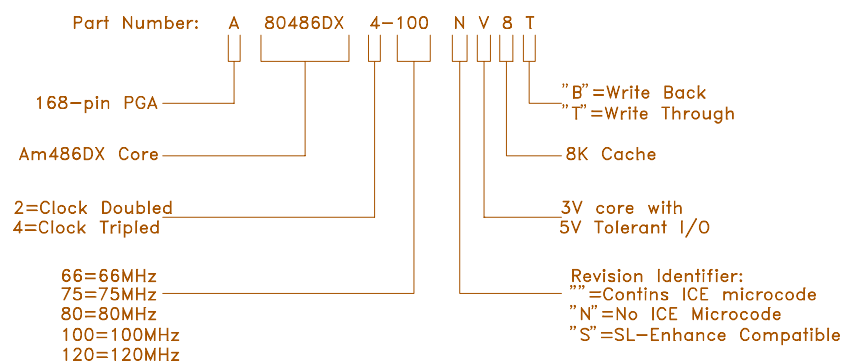 Part Number: A 80486DX 4-100 N V 8 T
168-pin PGA
Am486DX Core
2=Clock Doubled
4=Clock Tripled
66=66MHz
75=75MHz
80=80MHz
100=100MHz
120=120MHz
"B"=Write Back
"T"=Write Through
8K Cache
3V core with
5V Tolerant I/O
Revision Identifier:
""=Contins ICE microcode
"N"=No ICE Microcode
"S"=SL-Enhance Compatible